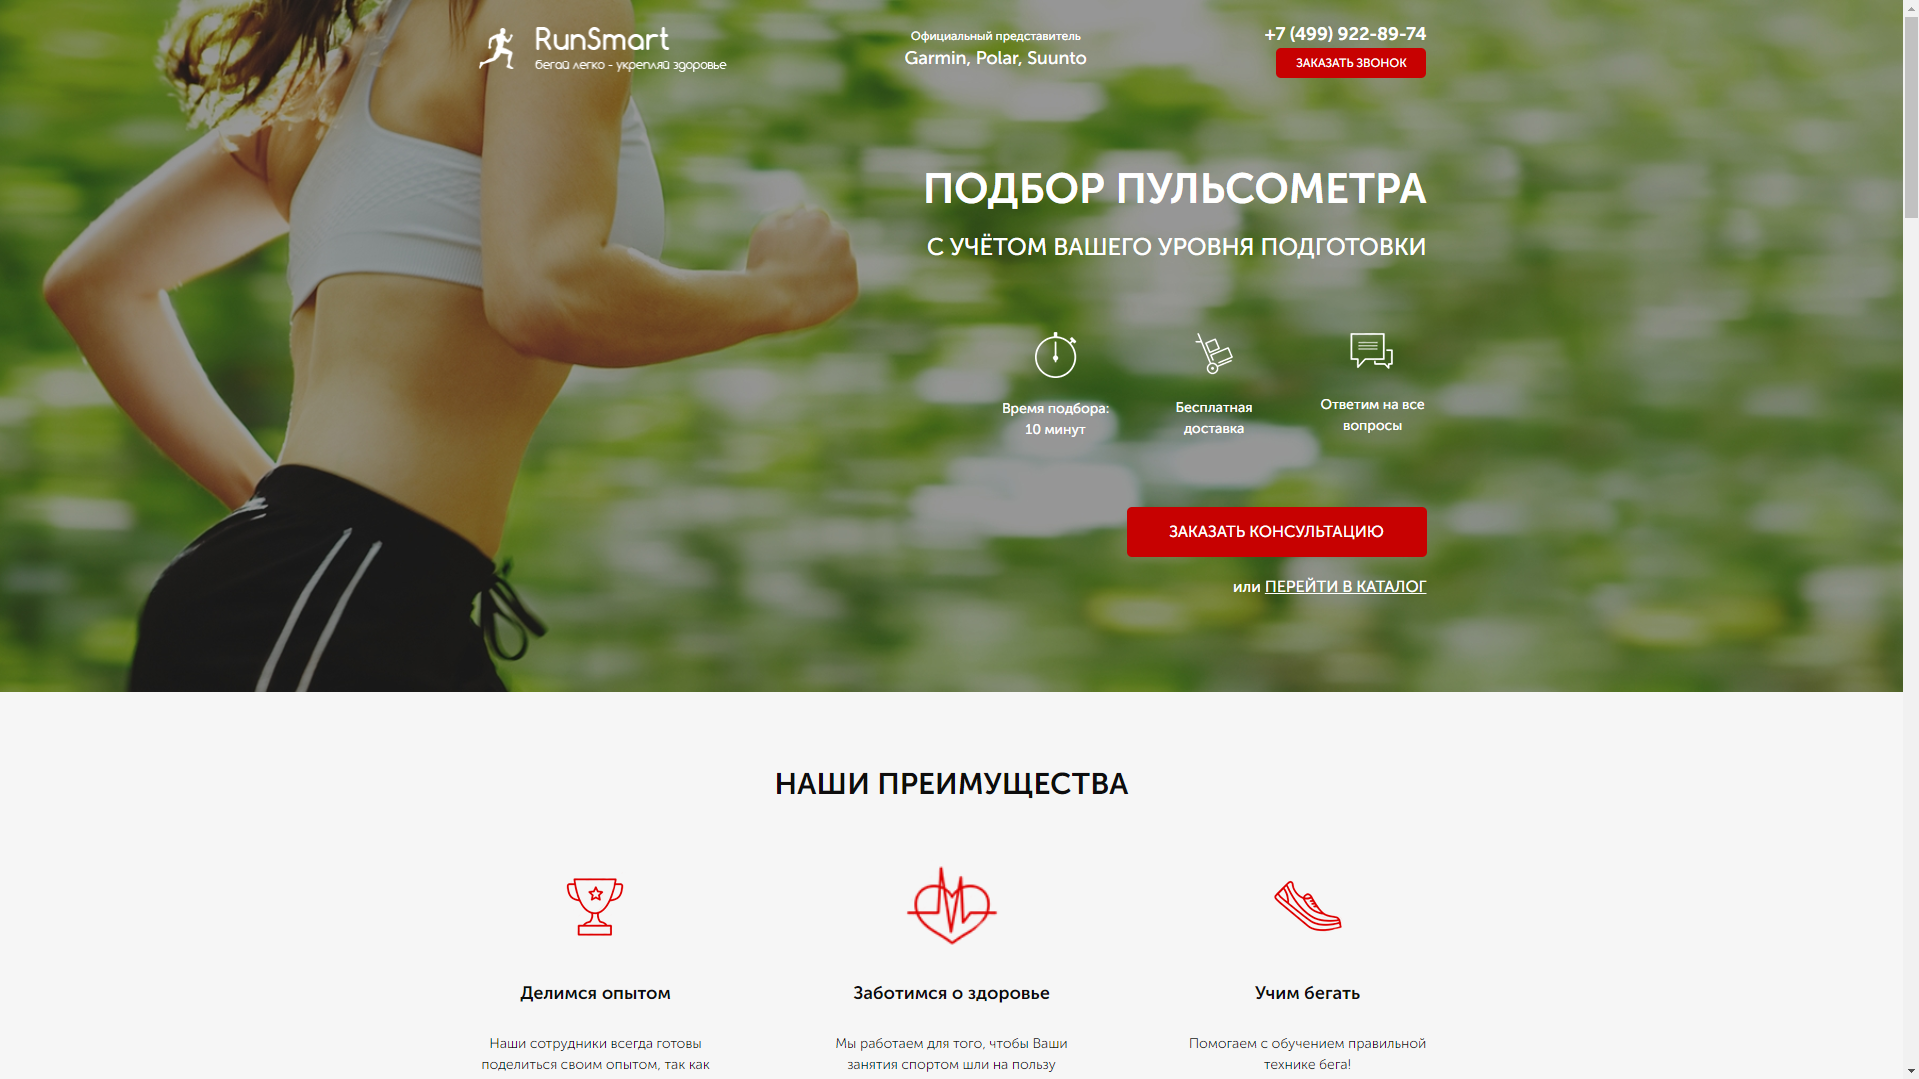 RunSmart
бегай легко - укрепляй здоровье
Официальный представитель
Garmin, Polar, Suunto
+7 (499) 922-89-74
ЗАКАЗАТЬ ЗВОНОК
ПОДБОР ПУЛЬСОМЕТРА
С УЧЁТОМ ВАШЕГО УРОВНЯ ПОДГОТОВКИ
Время подбора:
10 минут
Бесплатная
доставка
Ответим на все
вопросы
ЗАКАЗАТЬ КОНСУЛЬТАЦИЮ
или ПЕРЕЙТИ В КАТАЛОГ
НАШИ ПРЕИМУЩЕСТВА
Делимся опытом
Наши сотрудники всегда готовы
поделиться своим опытом, так как
Заботимся о здоровье
Мы работаем для того, чтобы Ваши
занятия спортом шли на пользу
Учим бегать
Помогаем с обучением правильной
технике бега!